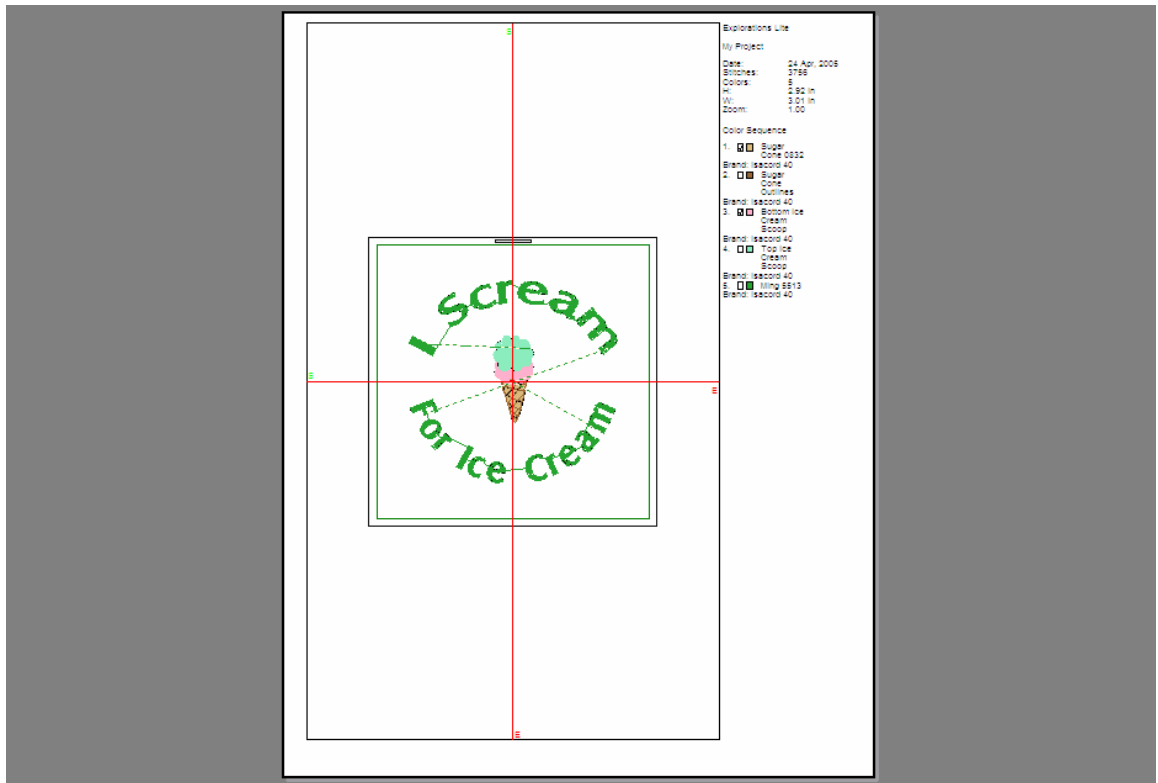 Explorations Lite
My Project
Date: 24 Apr, 2005
Stitches: 3756
Colors: 5
H: 2.92 in
W: 3.01 in
Zoom: 1.00
Color Sequence
1. Sugar
Cone 0832
Brand: Isacord 40
2. Sugar
Cone
Outlines
Brand: Isacord 40
3. Bottom Ice
Cream
Scoop
Brand: Isacord 40
4. Top Ice
Cream
Scoop
Brand: Isacord 40
5. Ming 5513
Brand: Isacord 40
I Scream
For Ice Cream